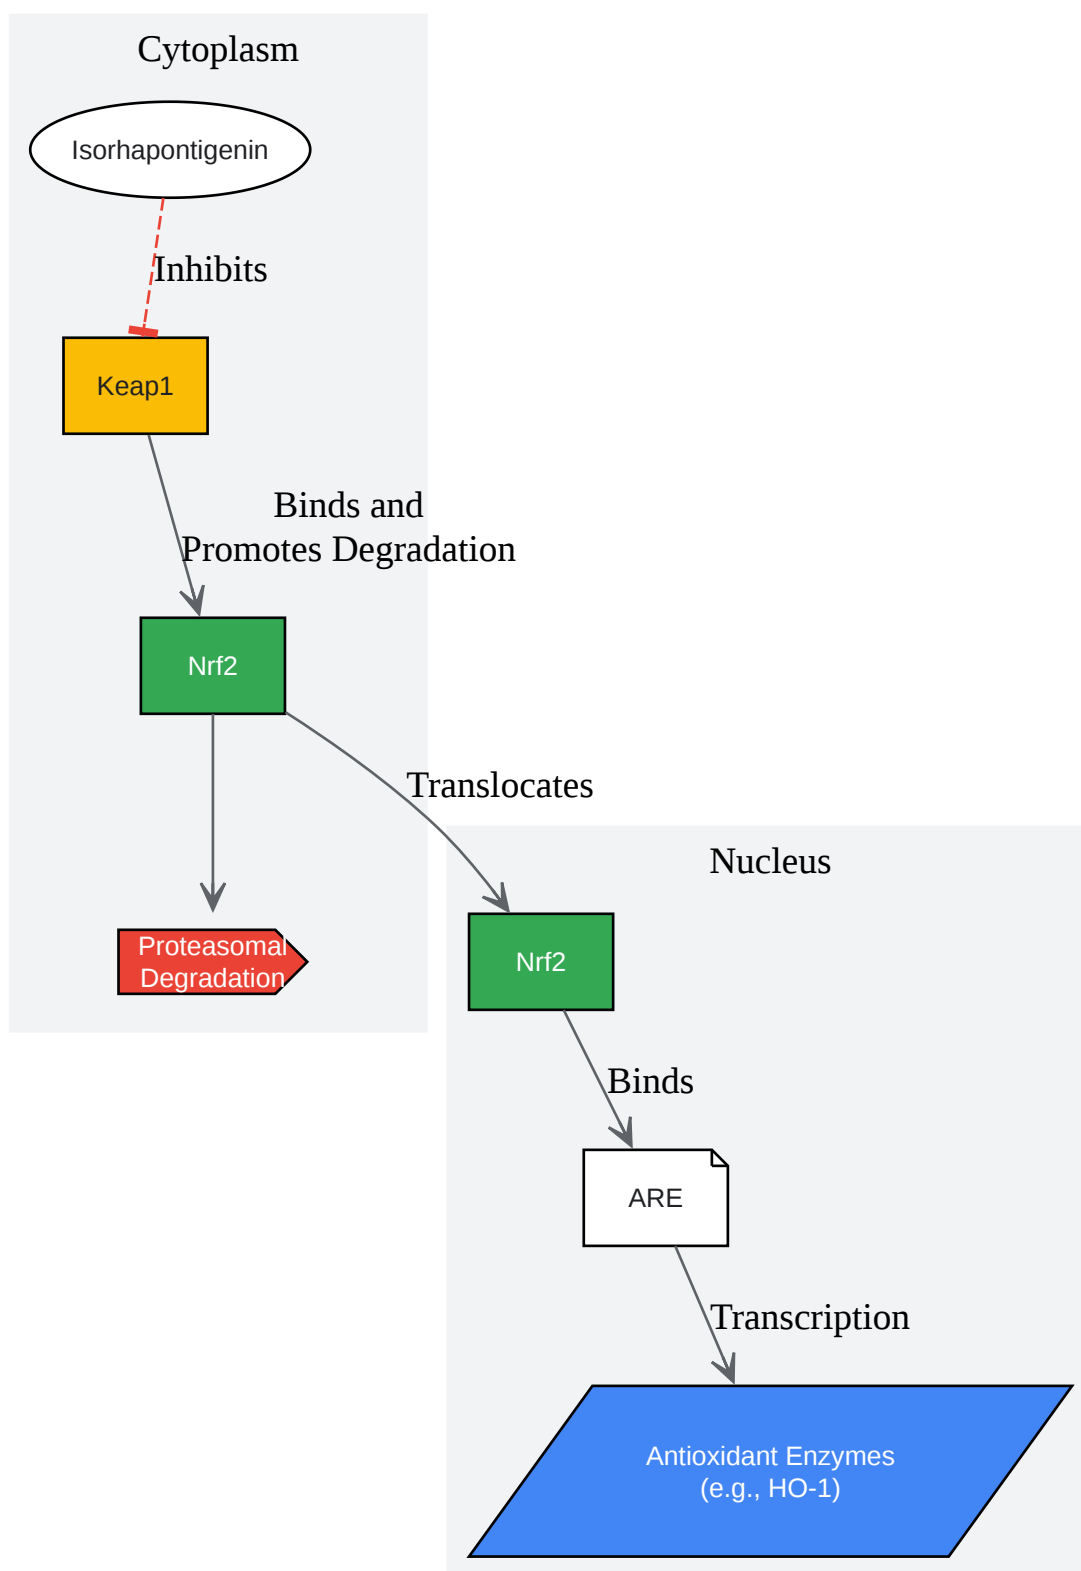 Cytoplasm
Isorhapontigenin
Inhibits
Keap1
Binds and
Promotes Degradation
Nrf2
Translocates
Nucleus
Proteasomal
Degradation
Nrf2
Binds
ARE
Transcription
Antioxidant Enzymes
(e.g., HO-1)